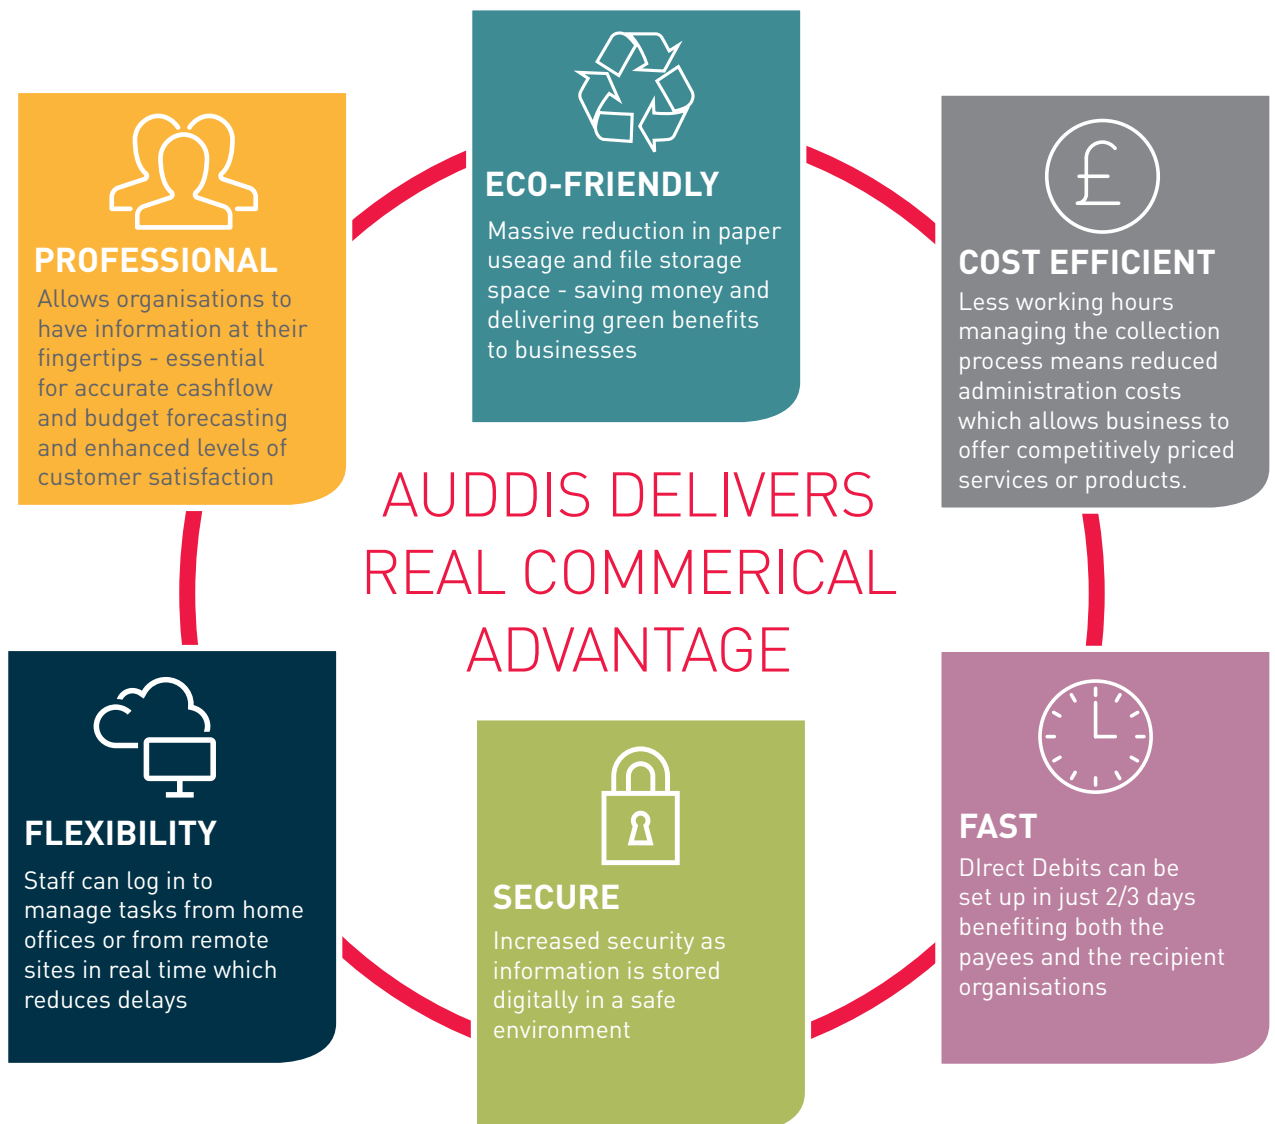 PROFESSIONAL
Allows organisations to
have information at their
fingertips - essential
for accurate cashflow
and budget forecasting
and enhanced levels of
customer satisfaction
ECO-FRIENDLY
Massive reduction in paper
useage and file storage
space - saving money and
delivering green benefits
to businesses
£
COST EFFICIENT
Less working hours
managing the collection
process means reduced
administration costs
which allows business to
offer competitively priced
services or products.
AUDDIS DELIVERS
REAL COMMERICAL
ADVANTAGE
FLEXIBILITY
Staff can log in to
manage tasks from home
offices or from remote
sites in real time which
reduces delays
SECURE
Increased security as
information is stored
digitally in a safe
environment
FAST
DIrect Debits can be
set up in just 2/3 days
benefiting both the
payees and the recipient
organisations